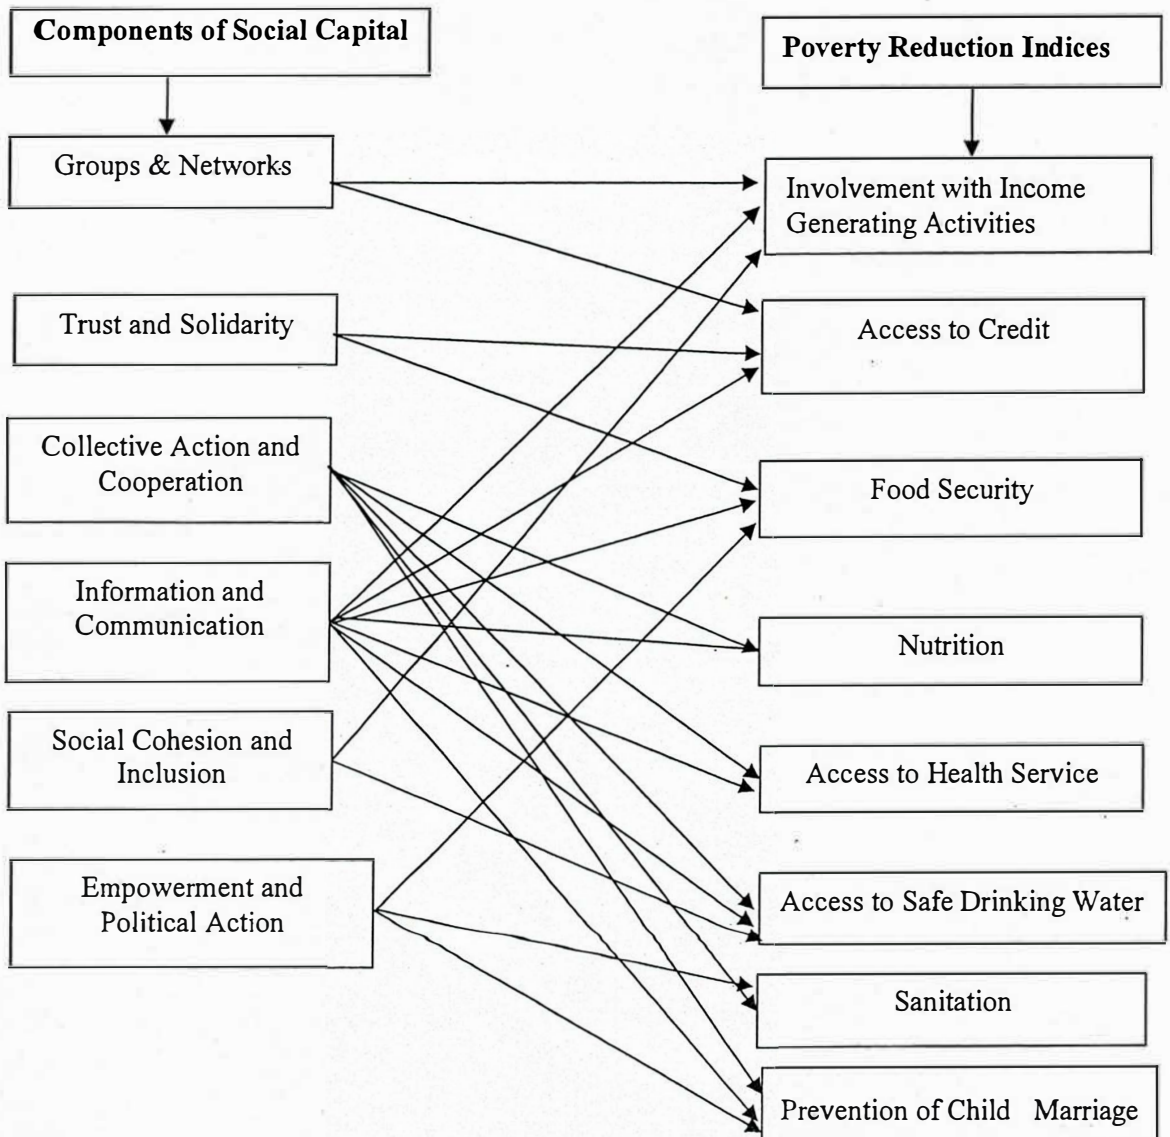 Components of Social Capital
Poverty Reduction Indices
Groups & Networks
Trust and Solidarity
Collective Action and
Cooperation
Information and
Communication
Social Cohesion and
Inclusion
Empowerment and
Political Action
Involvement with Income
Generating Activities
Access to Credit
Food Security
Nutrition
Access to Health Service
Access to Safe Drinking Water
Sanitation
Prevention of Child Marriage